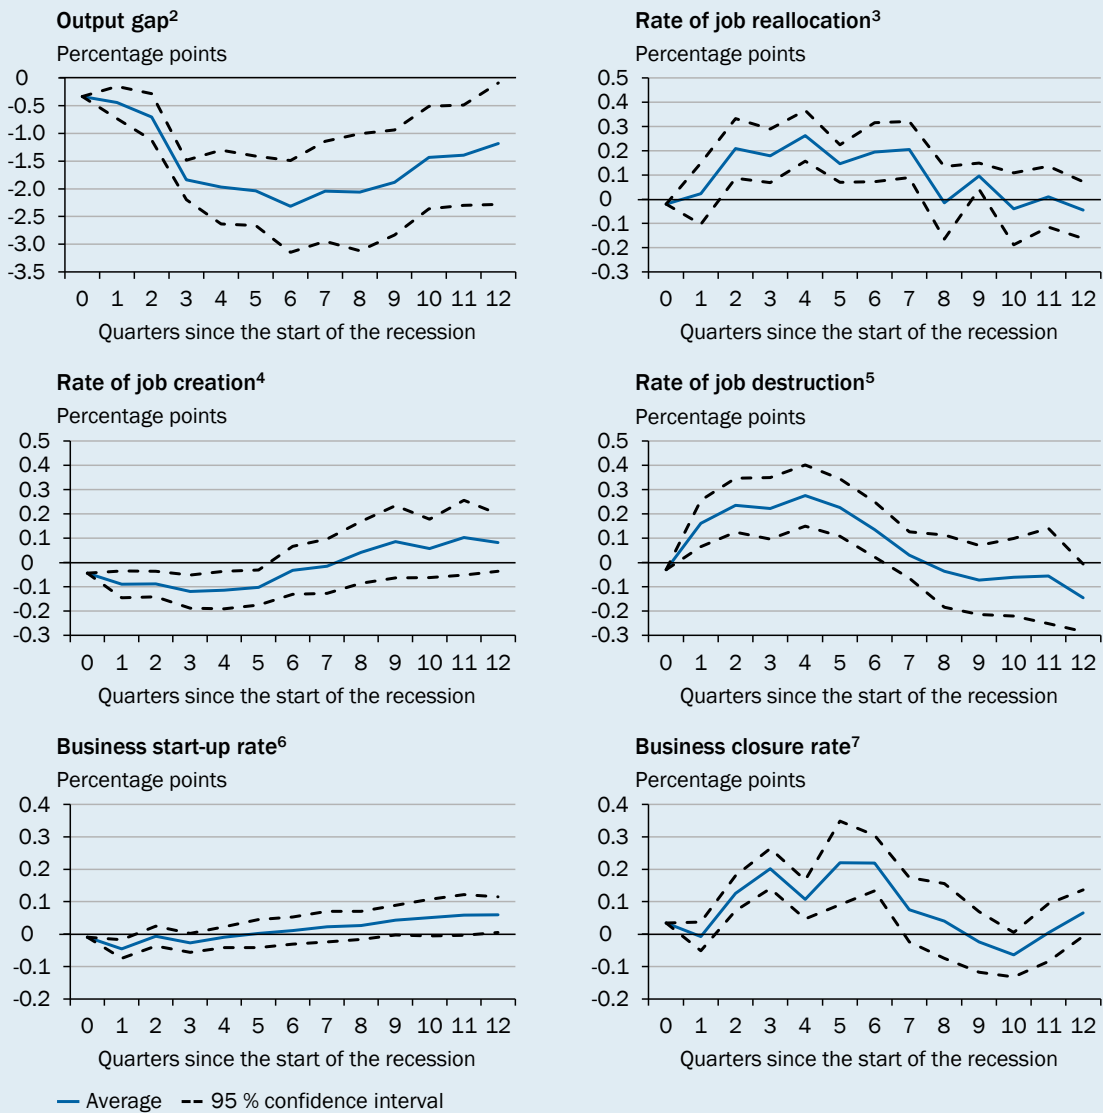 Output gap²
Percentage points
0
-0.5
-1.0
-1.5
-2.0
-2.5
-3.0
-3.5
0 1 2 3 4 5 6 7 8 9 10 11 12
Quarters since the start of the recession
Rate of job reallocation³
Percentage points
0.5
0.4
0.3
0.2
0.1
0
-0.1
-0.2
-0.3
0 1 2 3 4 5 6 7 8 9 10 11 12
Quarters since the start of the recession
Rate of job creation⁴
Percentage points
0.5
0.4
0.3
0.2
0.1
0
-0.1
-0.2
-0.3
0 1 2 3 4 5 6 7 8 9 10 11 12
Quarters since the start of the recession
Rate of job destruction⁵
Percentage points
0.5
0.4
0.3
0.2
0.1
0
-0.1
-0.2
-0.3
0 1 2 3 4 5 6 7 8 9 10 11 12
Quarters since the start of the recession
Business start-up rate⁶
Percentage points
0.4
0.3
0.2
0.1
0
-0.1
-0.2
0 1 2 3 4 5 6 7 8 9 10 11 12
Quarters since the start of the recession
Business closure rate⁷
Percentage points
0.4
0.3
0.2
0.1
0
-0.1
-0.2
0 1 2 3 4 5 6 7 8 9 10 11 12
Quarters since the start of the recession
Average 95 % confidence interval